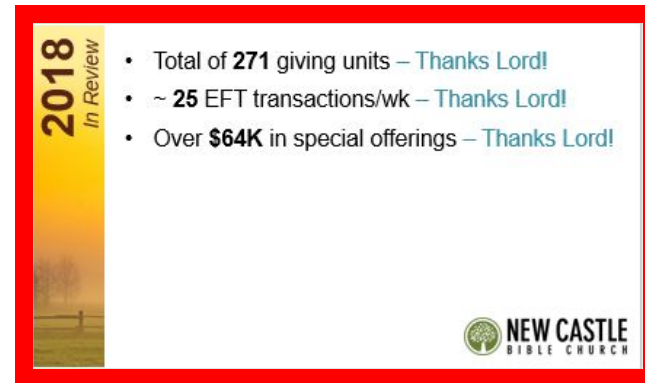 2018
In Review
• Total of 271 giving units – Thanks Lord!
• ~ 25 EFT transactions/wk – Thanks Lord!
• Over $64K in special offerings – Thanks Lord!
NEW CASTLE
BIBLE CHURCH